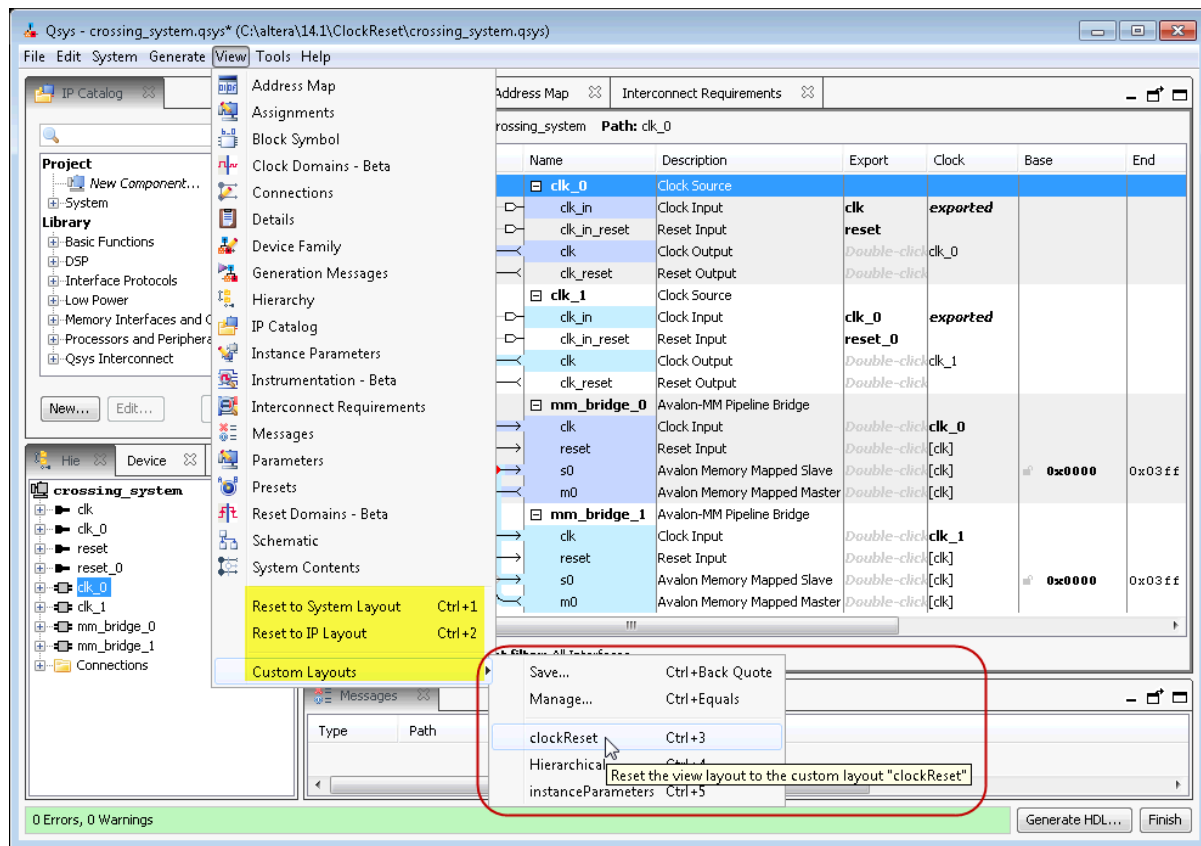 Qsys - crossing_system.qsys* (C:\altera\14.1\ClockReset\crossing_system.qsys)
File Edit System Generate View Tools Help
IP Catalog
Project
New Component...
System
Library
Basic Functions
DSP
Interface Protocols
Low Power
Memory Interfaces and
Processors and Periphera
Qsys Interconnect
New... Edit...
Hie Device
crossing_system
clk
clk_0
reset
reset_0
clk_0
clk_1
mm_bridge_0
mm_bridge_1
Connections
Address Map
Assignments
Block Symbol
Clock Domains - Beta
Connections
Details
Device Family
Generation Messages
Hierarchy
IP Catalog
Instance Parameters
Instrumentation - Beta
Interconnect Requirements
Messages
Parameters
Presets
Reset Domains - Beta
Schematic
System Contents
Reset to System Layout Ctrl+1
Reset to IP Layout Ctrl+2
Custom Layouts
Address Map Interconnect Requirements
rossing_system Path: clk_0
Name Description Export Clock Base End
clk_0 Clock Source
clk_in Clock Input clk exported
clk_in_reset Reset Input reset
clk Clock Output Double-click clk_0
clk_reset Reset Output Double-click
clk_1 Clock Source
clk_in Clock Input clk_0 exported
clk_in_reset Reset Input reset_0
clk Clock Output Double-click clk_1
clk_reset Reset Output Double-click
mm_bridge_0 Avalon-MM Pipeline Bridge
clk Clock Input Double-click clk_0
reset Reset Input Double-click [clk]
s0 Avalon Memory Mapped Slave Double-click [clk] 0x0000 0x03ff
m0 Avalon Memory Mapped Master Double-click [clk]
mm_bridge_1 Avalon-MM Pipeline Bridge
clk Clock Input Double-click clk_1
reset Reset Input Double-click [clk]
s0 Avalon Memory Mapped Slave Double-click [clk] 0x0000 0x03ff
m0 Avalon Memory Mapped Master Double-click [clk]
Messages
Type Path
Save... Ctrl+Back Quote
Manage... Ctrl+Equals
clockReset Ctrl+3
Hierarchical Ctrl+4
Reset the view layout to the custom layout "clockReset"
instanceParameters Ctrl+5
0 Errors, 0 Warnings
Generate HDL... Finish